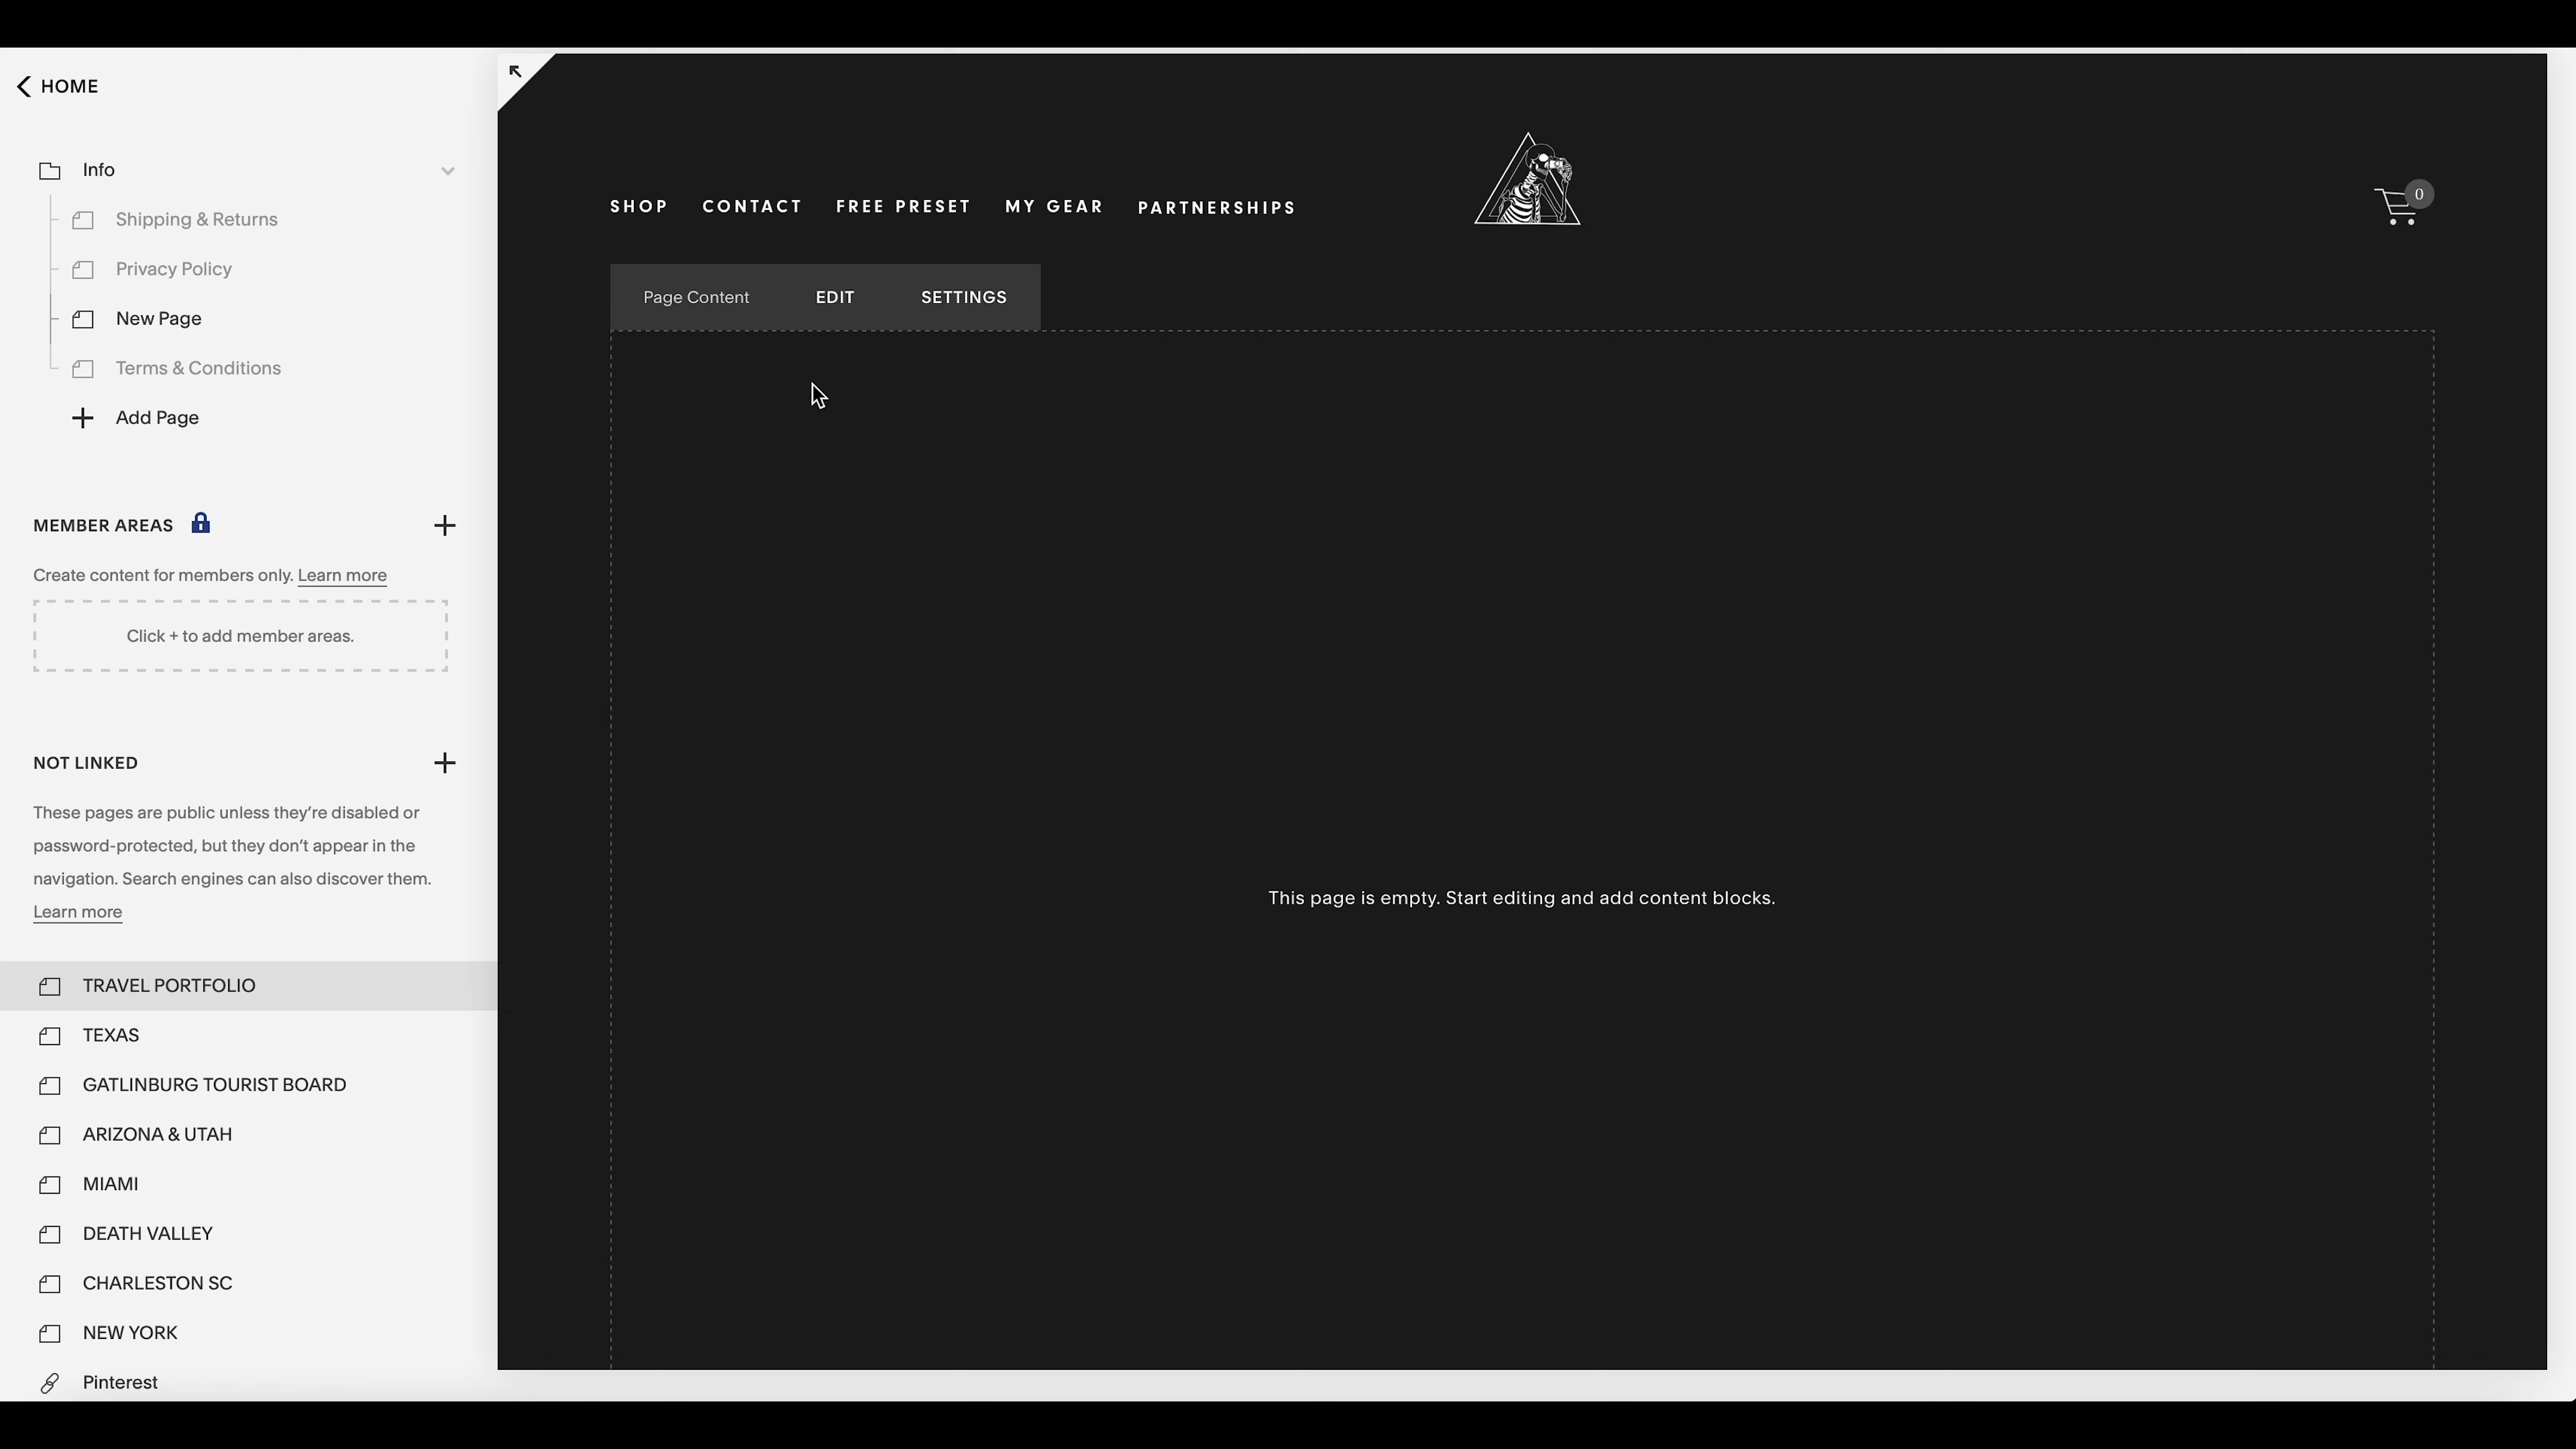 HOME
Info
Shipping & Returns
Privacy Policy
New Page
Terms & Conditions
Add Page
MEMBER AREAS
Create content for members only. Learn more
Click + to add member areas.
NOT LINKED
These pages are public unless they’re disabled or
password-protected, but they don’t appear in the
navigation. Search engines can also discover them.
Learn more
TRAVEL PORTFOLIO
TEXAS
GATLINBURG TOURIST BOARD
ARIZONA & UTAH
MIAMI
DEATH VALLEY
CHARLESTON SC
NEW YORK
Pinterest
SHOP CONTACT FREE PRESET MY GEAR PARTNERSHIPS
0
Page Content EDIT SETTINGS
This page is empty. Start editing and add content blocks.